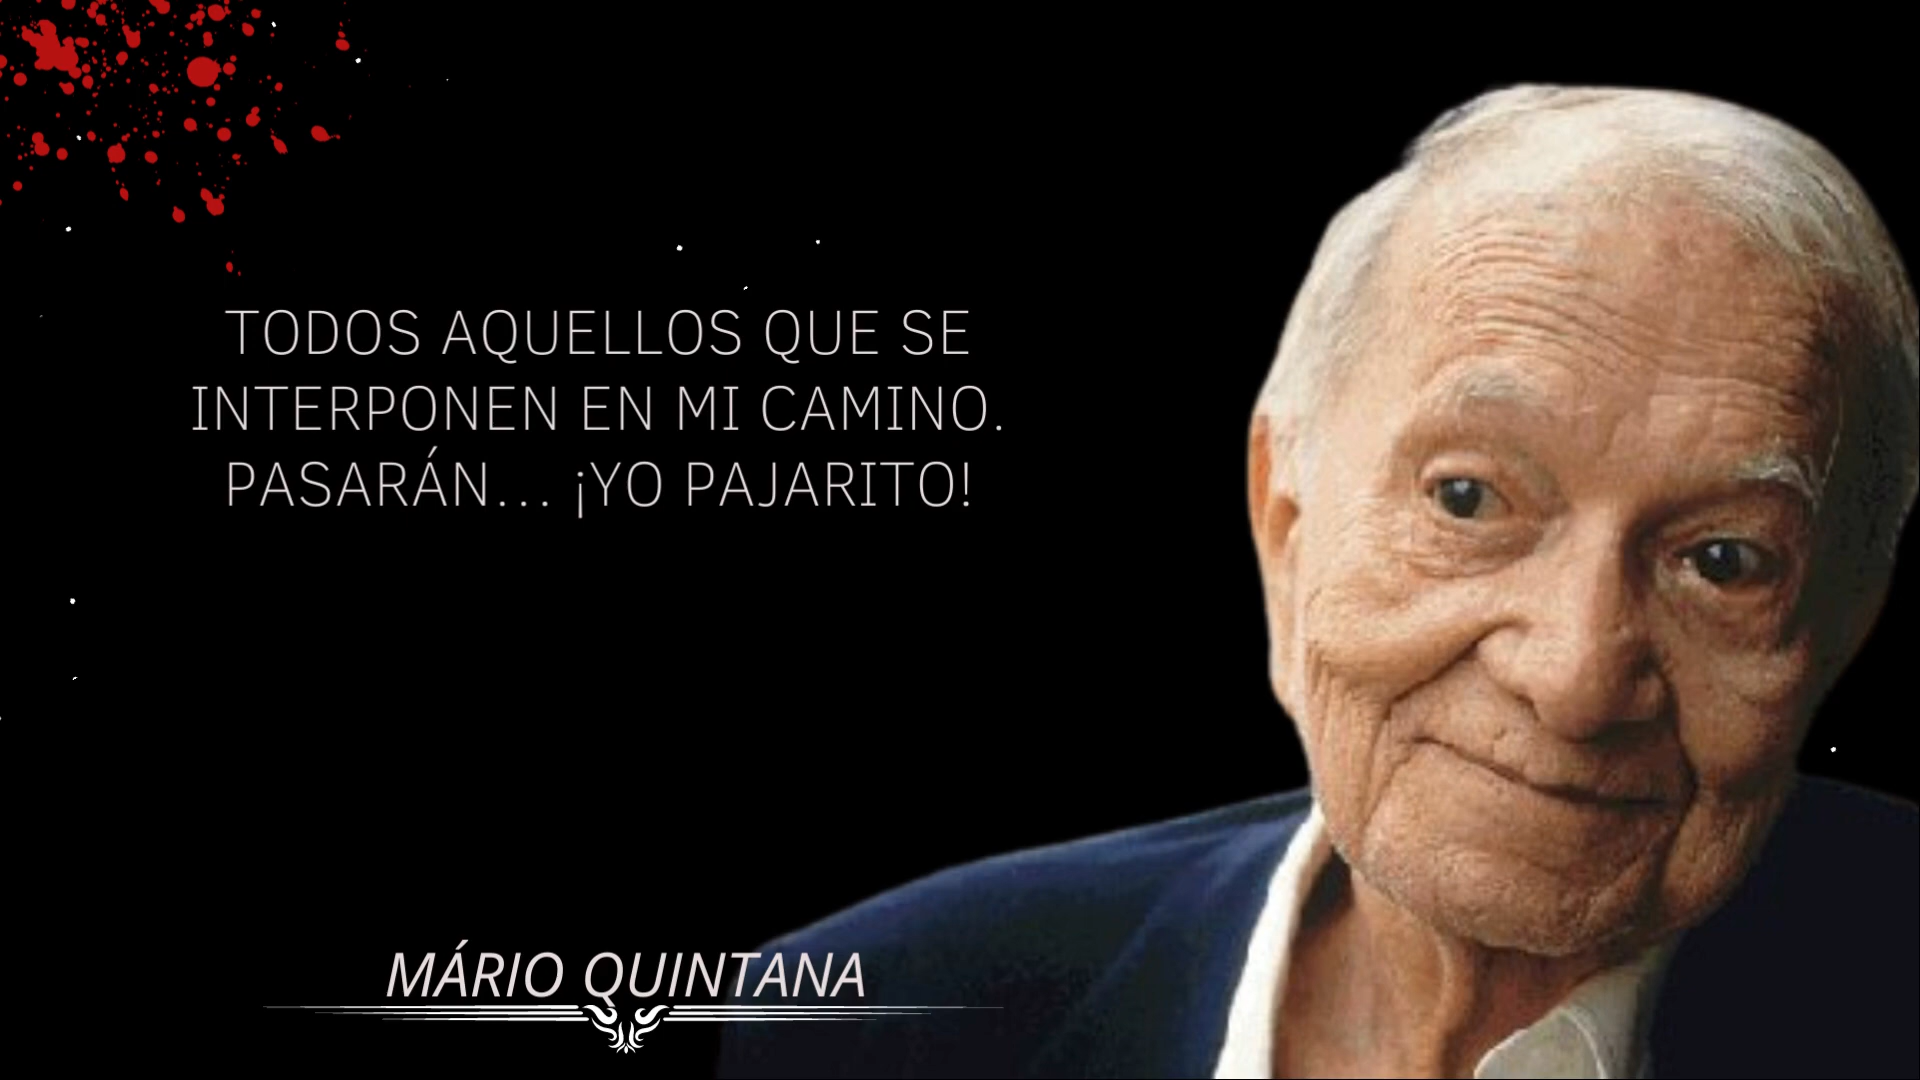 TODOS AQUELLOS QUE SE
INTERPONEN EN MI CAMINO.
PASARÁN... ¡YO PAJARITO!
MÁRIO QUINTANA